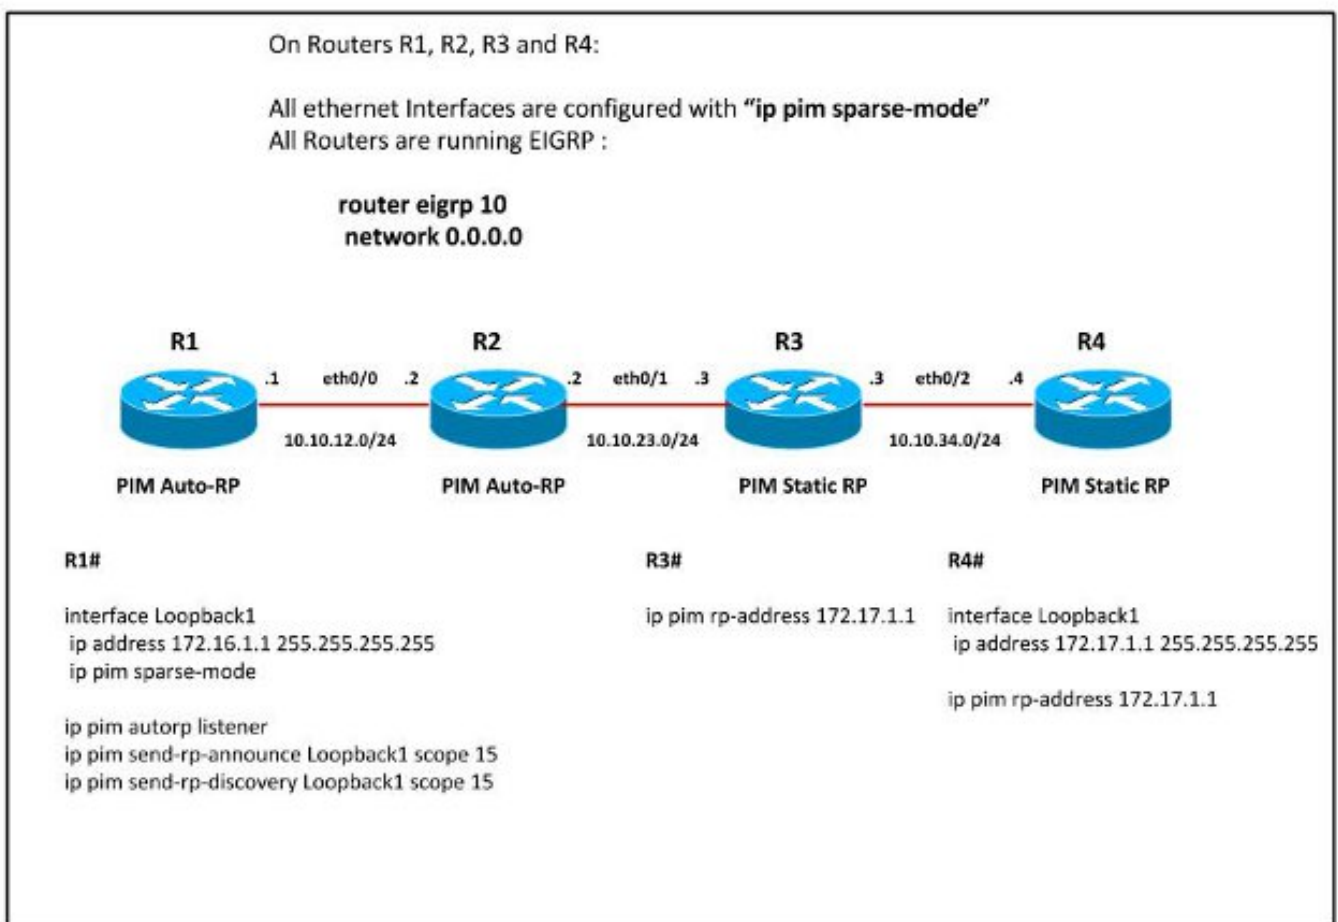 On Routers R1, R2, R3 and R4:
All ethernet Interfaces are configured with “ip pim sparse-mode”
All Routers are running EIGRP :
router eigrp 10
network 0.0.0.0
R1 R2 R3 R4
.1 eth0/0 .2 .2 eth0/1 .3 .3 eth0/2 .4
10.10.12.0/24 10.10.23.0/24 10.10.34.0/24
PIM Auto-RP PIM Auto-RP PIM Static RP PIM Static RP
R1#
interface Loopback1
ip address 172.16.1.1 255.255.255.255
ip pim sparse-mode
ip pim autorp listener
ip pim send-rp-announce Loopback1 scope 15
ip pim send-rp-discovery Loopback1 scope 15
R3#
ip pim rp-address 172.17.1.1
R4#
interface Loopback1
ip address 172.17.1.1 255.255.255.255
ip pim rp-address 172.17.1.1